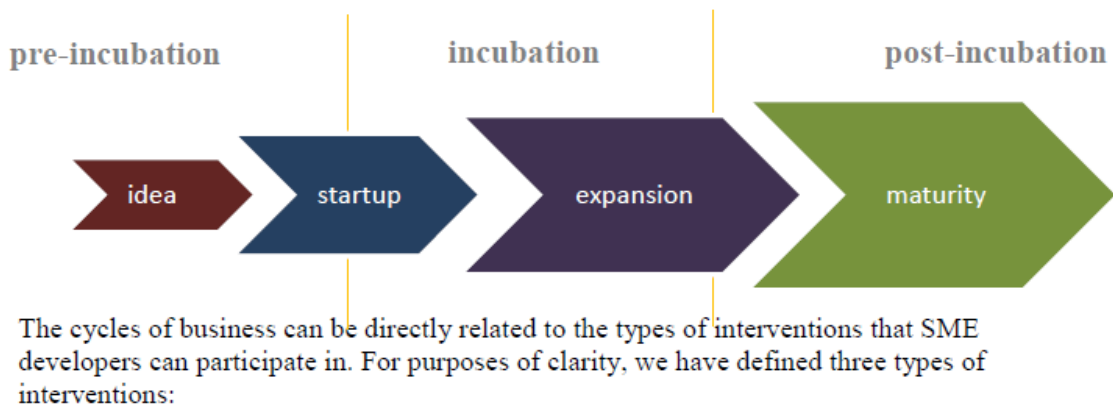 pre-incubation
incubation
post-incubation
idea
startup
expansion
maturity
The cycles of business can be directly related to the types of interventions that SME
developers can participate in. For purposes of clarity, we have defined three types of
interventions: